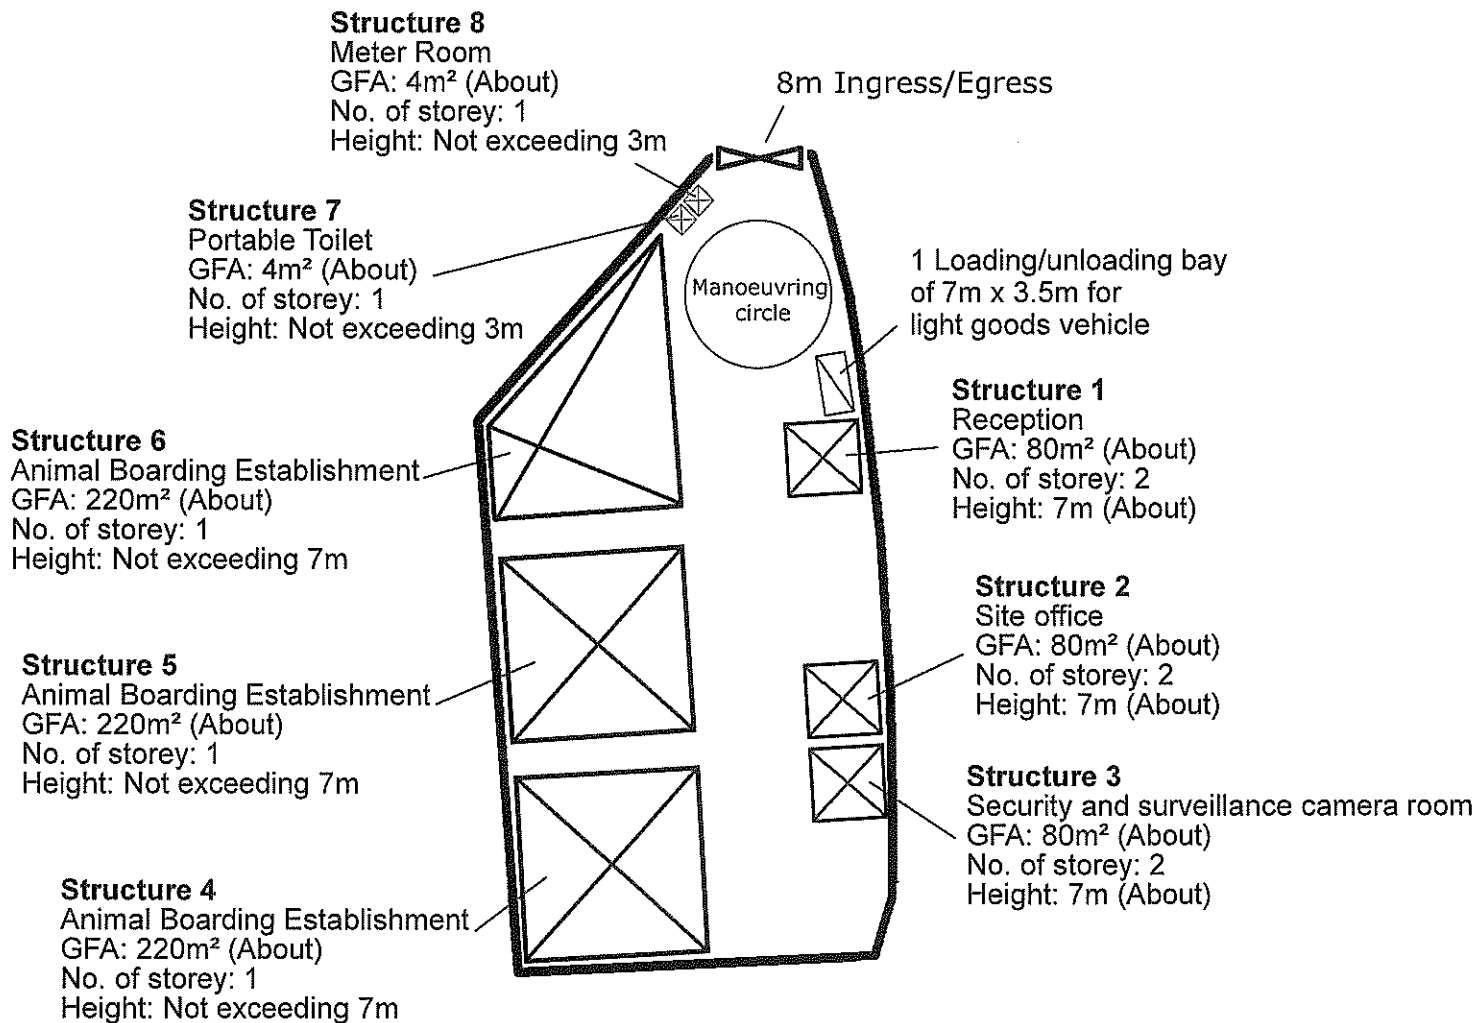 Structure 8
Meter Room
GFA: 4m² (About)
No. of storey: 1
Height: Not exceeding 3m
8m Ingress/Egress
Structure 7
Portable Toilet
GFA: 4m² (About)
No. of storey: 1
Height: Not exceeding 3m
Manoeuvring
circle
1 Loading/unloading bay
of 7m x 3.5m for
light goods vehicle
Structure 1
Reception
GFA: 80m² (About)
No. of storey: 2
Height: 7m (About)
Structure 6
Animal Boarding Establishment
GFA: 220m² (About)
No. of storey: 1
Height: Not exceeding 7m
Structure 2
Site office
GFA: 80m² (About)
No. of storey: 2
Height: 7m (About)
Structure 5
Animal Boarding Establishment
GFA: 220m² (About)
No. of storey: 1
Height: Not exceeding 7m
Structure 3
Security and surveillance camera room
GFA: 80m² (About)
No. of storey: 2
Height: 7m (About)
Structure 4
Animal Boarding Establishment
GFA: 220m² (About)
No. of storey: 1
Height: Not exceeding 7m